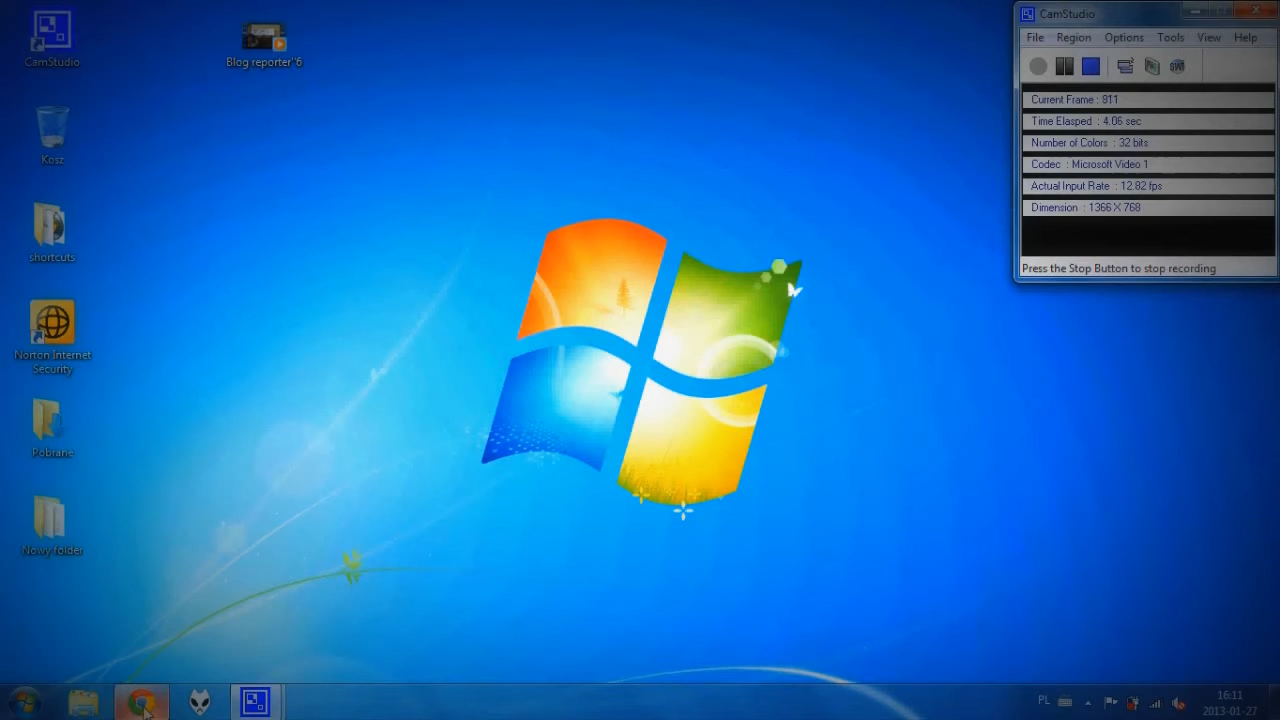 CamStudio
Kosz
shortcuts
Norton Internet
Security
Pobrane
Nowy folder
Blog reporter''6
CamStudio
File Region Options Tools View Help
Current Frame : 811
Time Elasped : 4.06 sec
Number of Colors : 32 bits
Codec : Microsoft Video 1
Actual Input Rate : 12.82 fps
Dimension : 1366 X 768
Press the Stop Button to stop recording
PL
16:11
2013-01-27